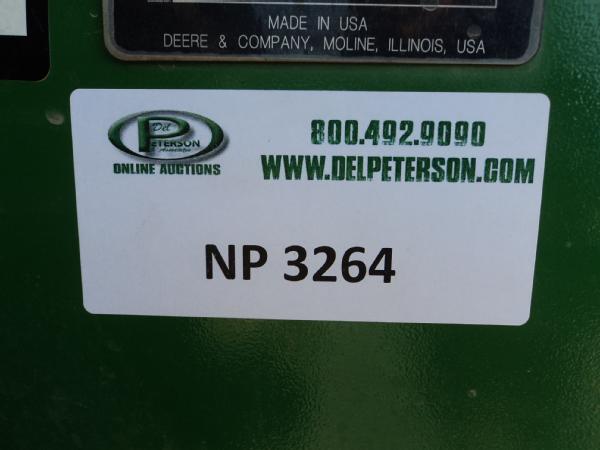 MADE IN USA
DEERE & COMPANY, MOLINE, ILLINOIS, USA
Del
PETERSON
Associates
ONLINE AUCTIONS
800.492.9090
WWW.DELPETERSON.COM
NP 3264